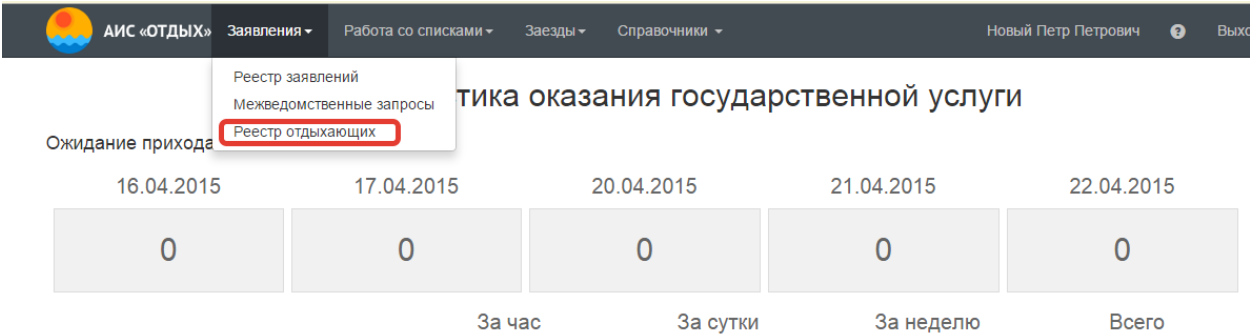 АИС «ОТДЫХ» Заявления Работа со списками Заезды Справочники Новый Петр Петрович ? Выхо
Реестр заявлений
Межведомственные запросы
Реестр отдыхающих
тика оказания государственной услуги
Ожидание прихода
16.04.2015 17.04.2015 20.04.2015 21.04.2015 22.04.2015
0 0 0 0 0
За час За сутки За неделю Всего